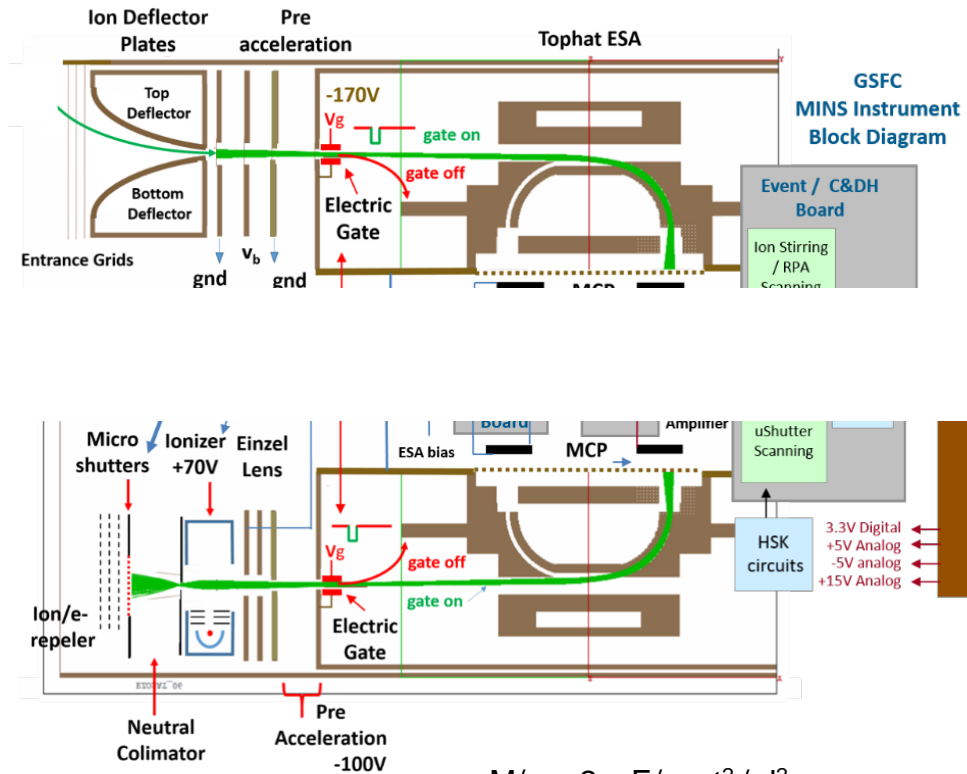 Ion Deflector
Plates
Pre
acceleration
Tophat ESA
GSFC
MINS Instrument
Block Diagram
Top
Deflector
-170V
Vg
gate on
gate off
Bottom
Deflector
Electric
Gate
Entrance Grids
gnd
Vb
gnd
MCP
Event / C&DH
Board
Ion Stirring
/ RPA
Scanning
Micro
shutters
Ionizer
+70V
Einzel
Lens
ESA bias
Board
MCP
Amplifier
uShutter
Scanning
Vg
gate off
gate on
Ion/e-
repeler
Electric
Gate
HSK
circuits
3.3V Digital
+5V Analog
-5V analog
+15V Analog
Neutral
Colimator
Pre
Acceleration
-100V